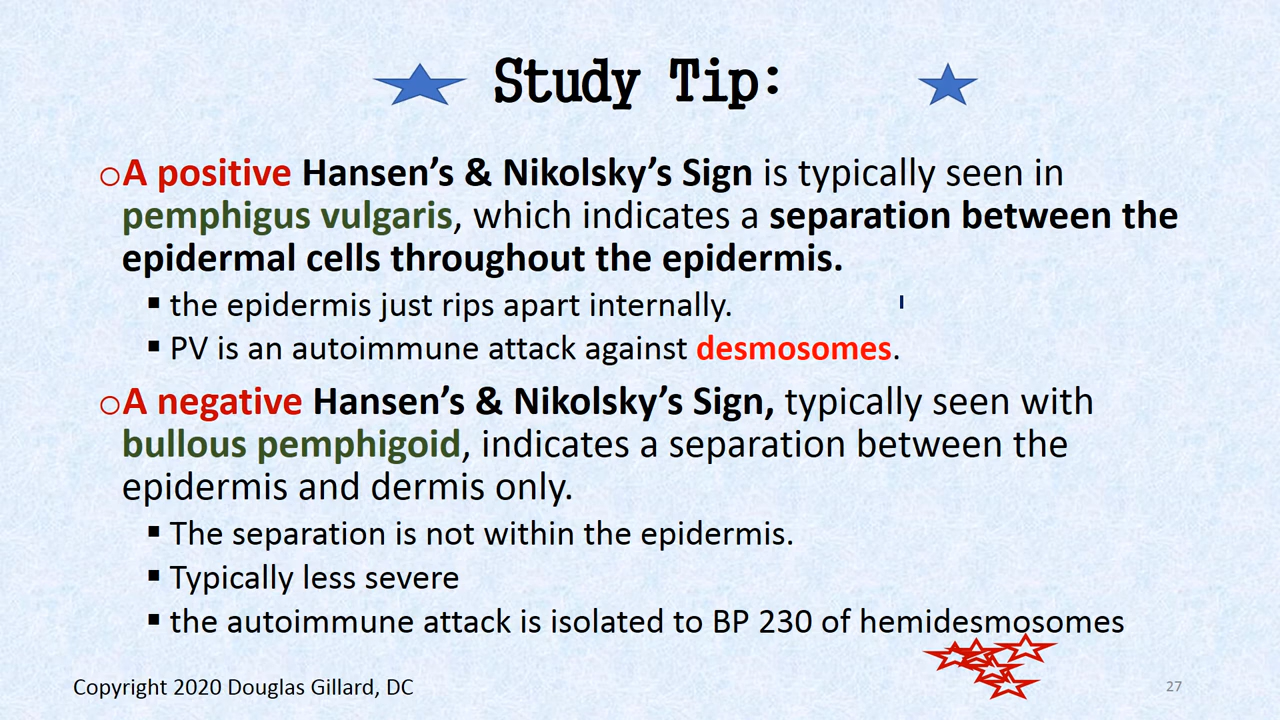 Study Tip:
A positive Hansen's & Nikolsky's Sign is typically seen in
pemphigus vulgaris, which indicates a separation between the
epidermal cells throughout the epidermis.
the epidermis just rips apart internally.
PV is an autoimmune attack against desmosomes.
A negative Hansen's & Nikolsky's Sign, typically seen with
bullous pemphigoid, indicates a separation between the
epidermis and dermis only.
The separation is not within the epidermis.
Typically less severe
the autoimmune attack is isolated to BP 230 of hemidesmosomes
Copyright 2020 Douglas Gillard, DC
27